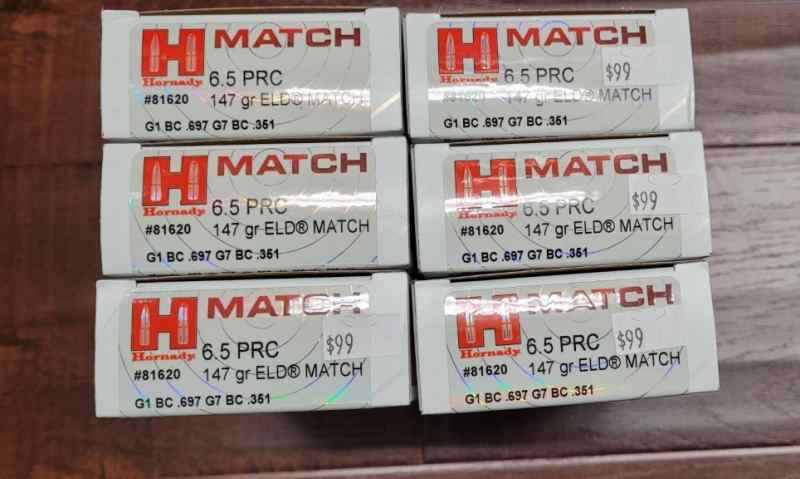 MATCH
Hornady
6.5 PRC
#81620 147 gr ELD® MATCH
G1 BC .697 G7 BC .351
MATCH
Hornady
6.5 PRC $99
#81620 147 gr ELD® MATCH
G1 BC .697 G7 BC .351
MATCH
Hornady
6.5 PRC
#81620 147 gr ELD® MATCH
G1 BC .697 G7 BC .351
MATCH
Hornady
6.5 PRC $99
#81620 147 gr ELD® MATCH
G1 BC .697 G7 BC .351
MATCH
Hornady
6.5 PRC $99
#81620 147 gr ELD® MATCH
G1 BC .697 G7 BC .351
MATCH
Hornady
6.5 PRC $99
#81620 147 gr ELD® MATCH
G1 BC .697 G7 BC .351